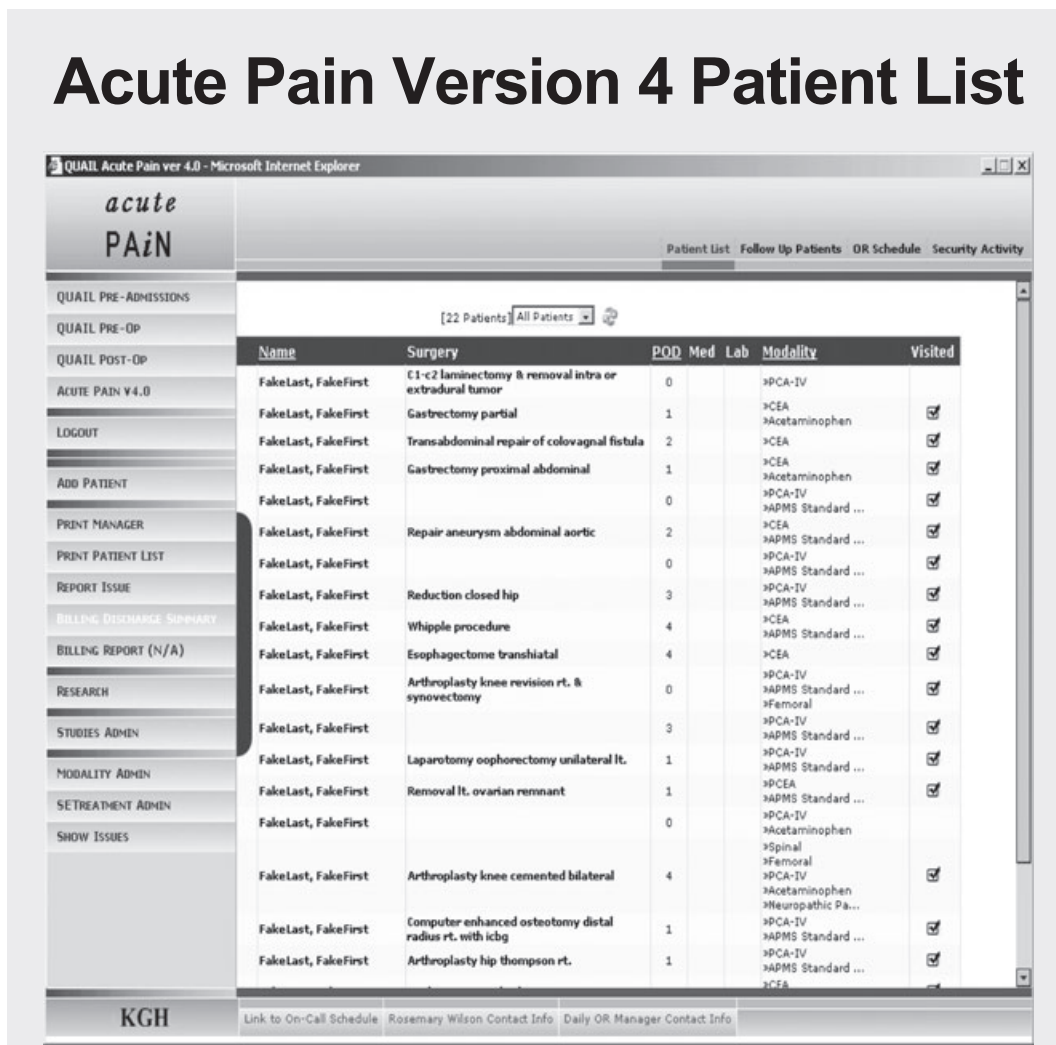 Acute Pain Version 4 Patient List
QUAIL Acute Pain ver 4.0 - Microsoft Internet Explorer
acute
PAiN
Patient List Follow Up Patients OR Schedule Security Activity
QUAIL PRE-ADMISSIONS
QUAIL PRE-OP
QUAIL POST-OP
ACUTE PAIN V4.0
LOGOUT
ADD PATIENT
PRINT MANAGER
PRINT PATIENT LIST
REPORT ISSUE
BILLING DISCHARGE SUMMARY
BILLING REPORT (N/A)
RESEARCH
STUDIES ADMIN
MODALITY ADMIN
SETREATMENT ADMIN
SHOW ISSUES
[22 Patients] All Patients
Name Surgery POD Med Lab Modality Visited
FakeLast, FakeFirst C1-c2 laminectomy & removal intra or 0 »PCA-IV
extradural tumor
FakeLast, FakeFirst Gastrectomy partial 1 »CEA
»Acetaminophen
FakeLast, FakeFirst Transabdominal repair of colovagnal fistula 2 »CEA
FakeLast, FakeFirst Gastrectomy proximal abdominal 1 »CEA
»Acetaminophen
FakeLast, FakeFirst 0 »PCA-IV
»APMS Standard ...
FakeLast, FakeFirst Repair aneurysm abdominal aortic 2 »CEA
»APMS Standard ...
FakeLast, FakeFirst 0 »PCA-IV
»APMS Standard ...
FakeLast, FakeFirst Reduction closed hip 3 »PCA-IV
»APMS Standard ...
FakeLast, FakeFirst Whipple procedure 4 »CEA
»APMS Standard ...
FakeLast, FakeFirst Esophagectome transhiatal 4 »CEA
FakeLast, FakeFirst Arthroplasty knee revision rt. & 0 »PCA-IV
synovectomy »APMS Standard ...
»Femoral
FakeLast, FakeFirst 3 »PCA-IV
»APMS Standard ...
FakeLast, FakeFirst Laparotomy oophorectomy unilateral lt. 1 »PCA-IV
»APMS Standard ...
FakeLast, FakeFirst Removal lt. ovarian remnant 1 »PCEA
»APMS Standard ...
FakeLast, FakeFirst 0 »PCA-IV
»Acetaminophen
»Spinal
»Femoral
FakeLast, FakeFirst Arthroplasty knee cemented bilateral 4 »PCA-IV
»Acetaminophen
»Neuropathic Pa...
FakeLast, FakeFirst Computer enhanced osteotomy distal 1 »PCA-IV
radius rt. with icbg »APMS Standard ...
FakeLast, FakeFirst Arthroplasty hip thompson rt. 1 »PCA-IV
»APMS Standard ...
»CEA
KGH
Link to On-Call Schedule Rosemary Wilson Contact Info Daily OR Manager Contact Info